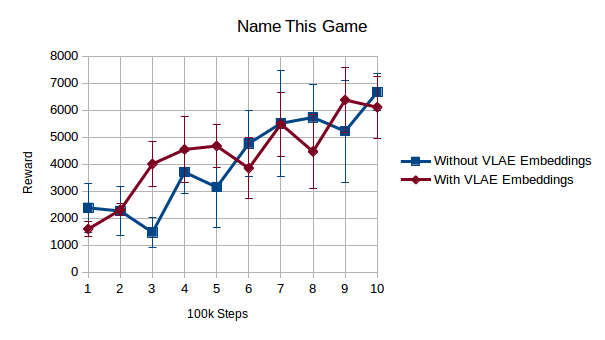 Name This Game
8000
7000
6000
5000
4000
3000
2000
1000
0
Reward
1 2 3 4 5 6 7 8 9 10
100k Steps
Without VLAE Embeddings
With VLAE Embeddings